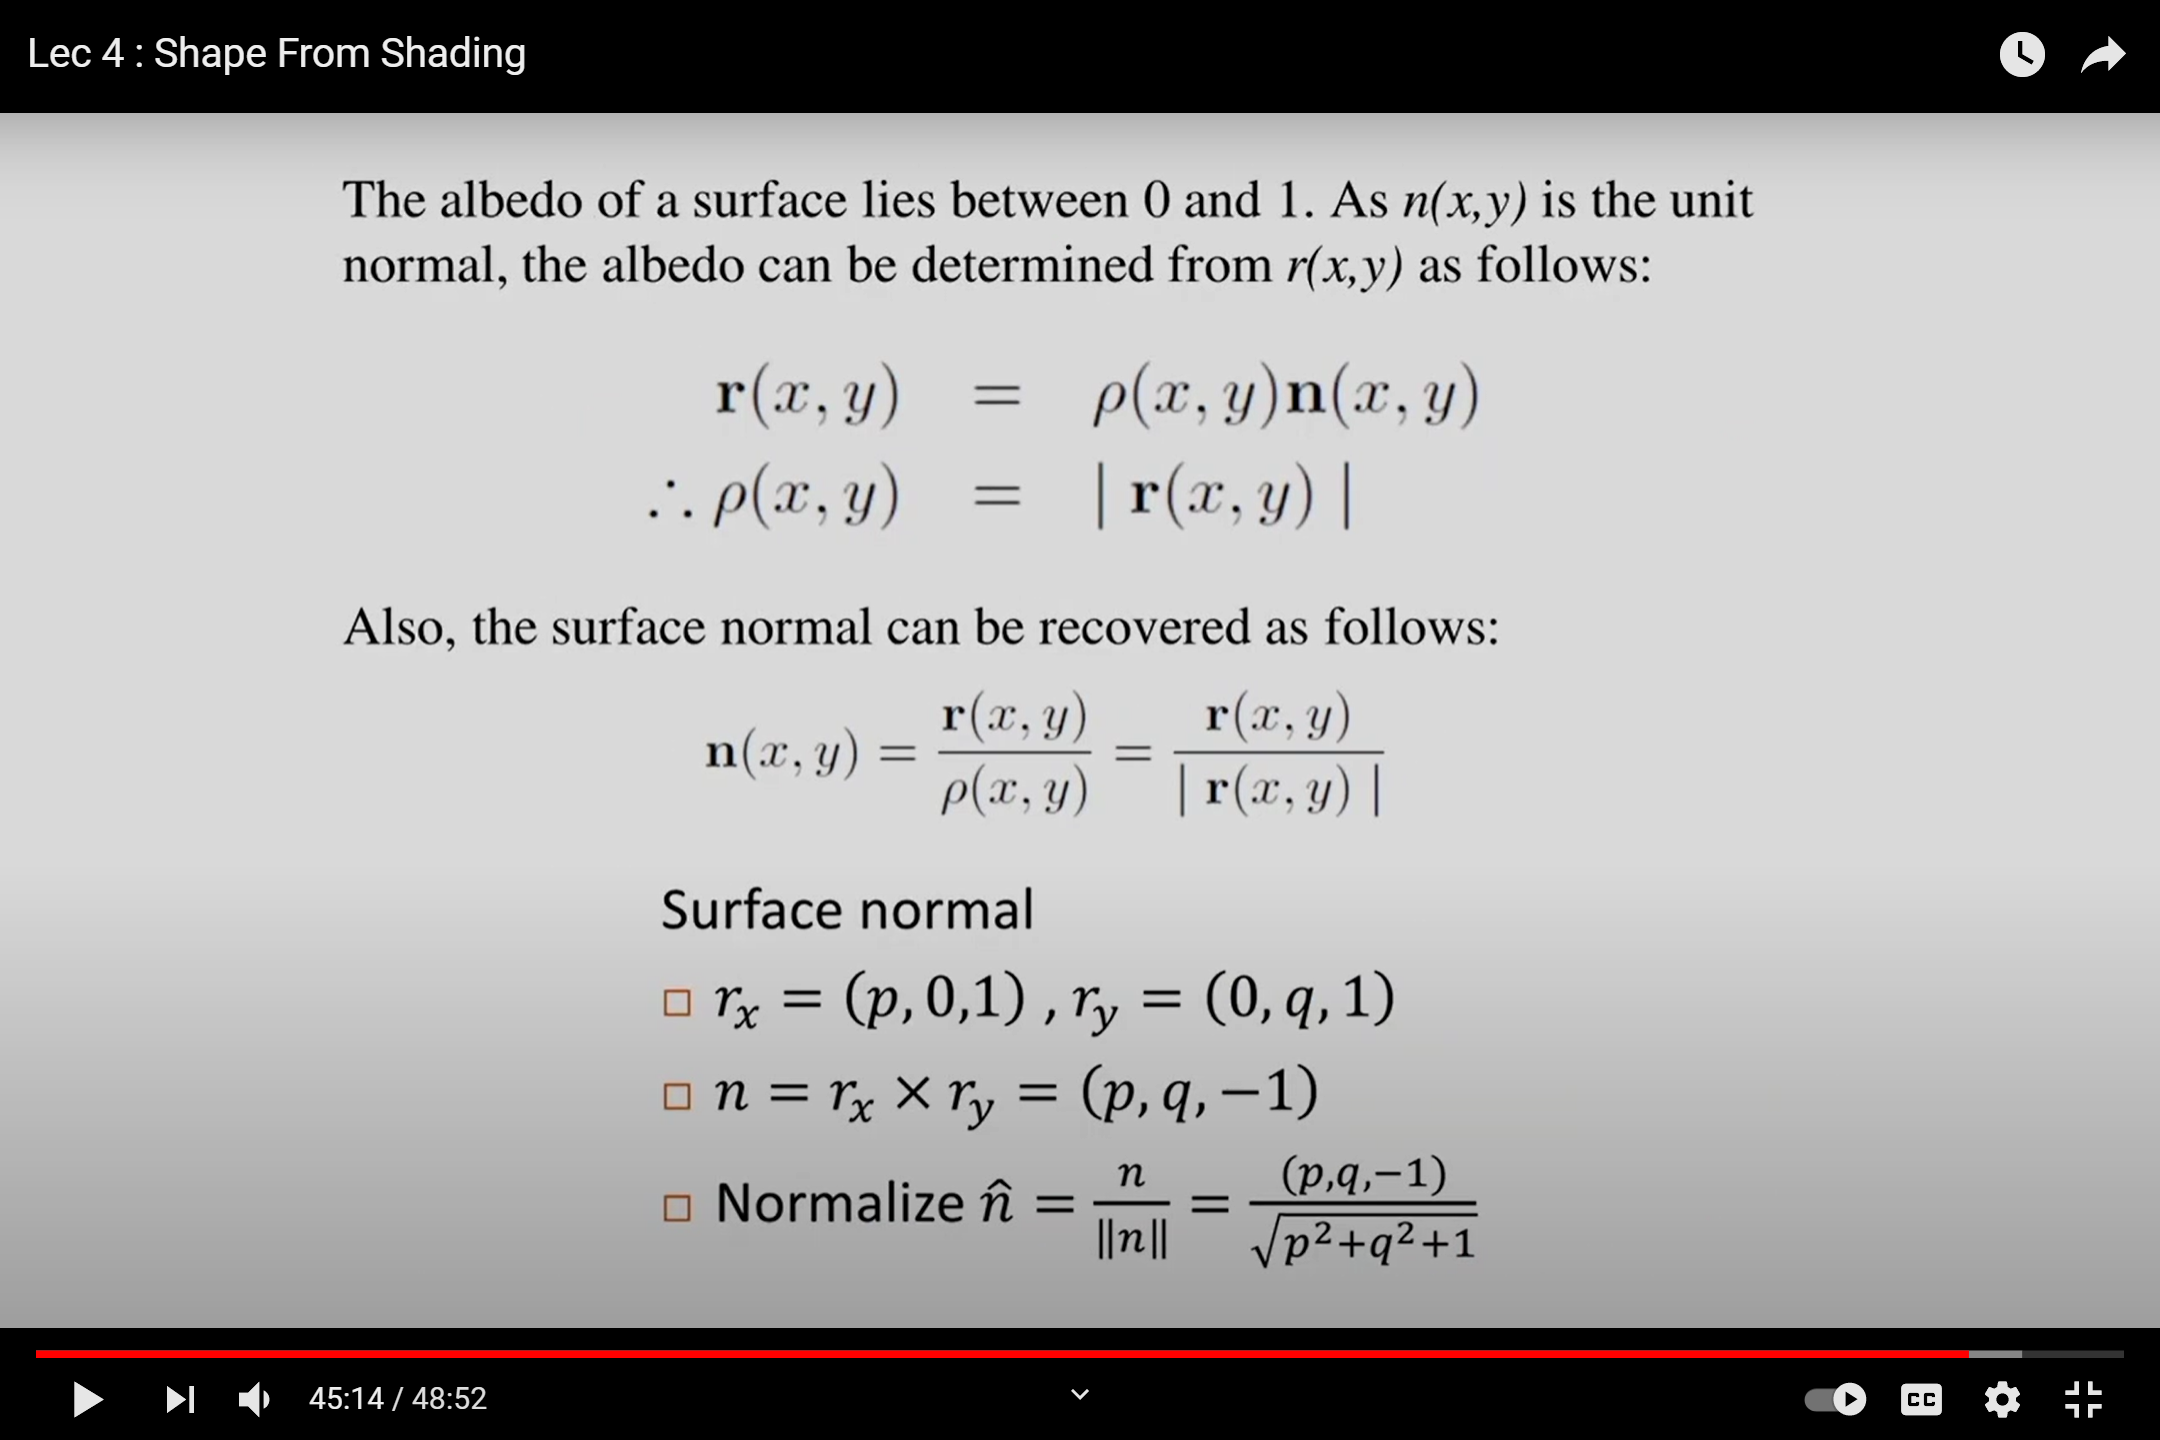 Lec 4 : Shape From Shading
The albedo of a surface lies between 0 and 1. As n(x,y) is the unit
normal, the albedo can be determined from r(x,y) as follows:
r(x, y) = ρ(x, y)n(x, y)
∴ ρ(x, y) = | r(x, y) |
Also, the surface normal can be recovered as follows:
n(x, y) = r(x, y) / ρ(x, y) = r(x, y) / | r(x, y) |
Surface normal
□ r_x = (p, 0,1) , r_y = (0, q, 1)
□ n = r_x × r_y = (p, q, −1)
□ Normalize n̂ = n / ‖n‖ = (p,q,−1) / √(p²+q²+1)
45:14 / 48:52
CC